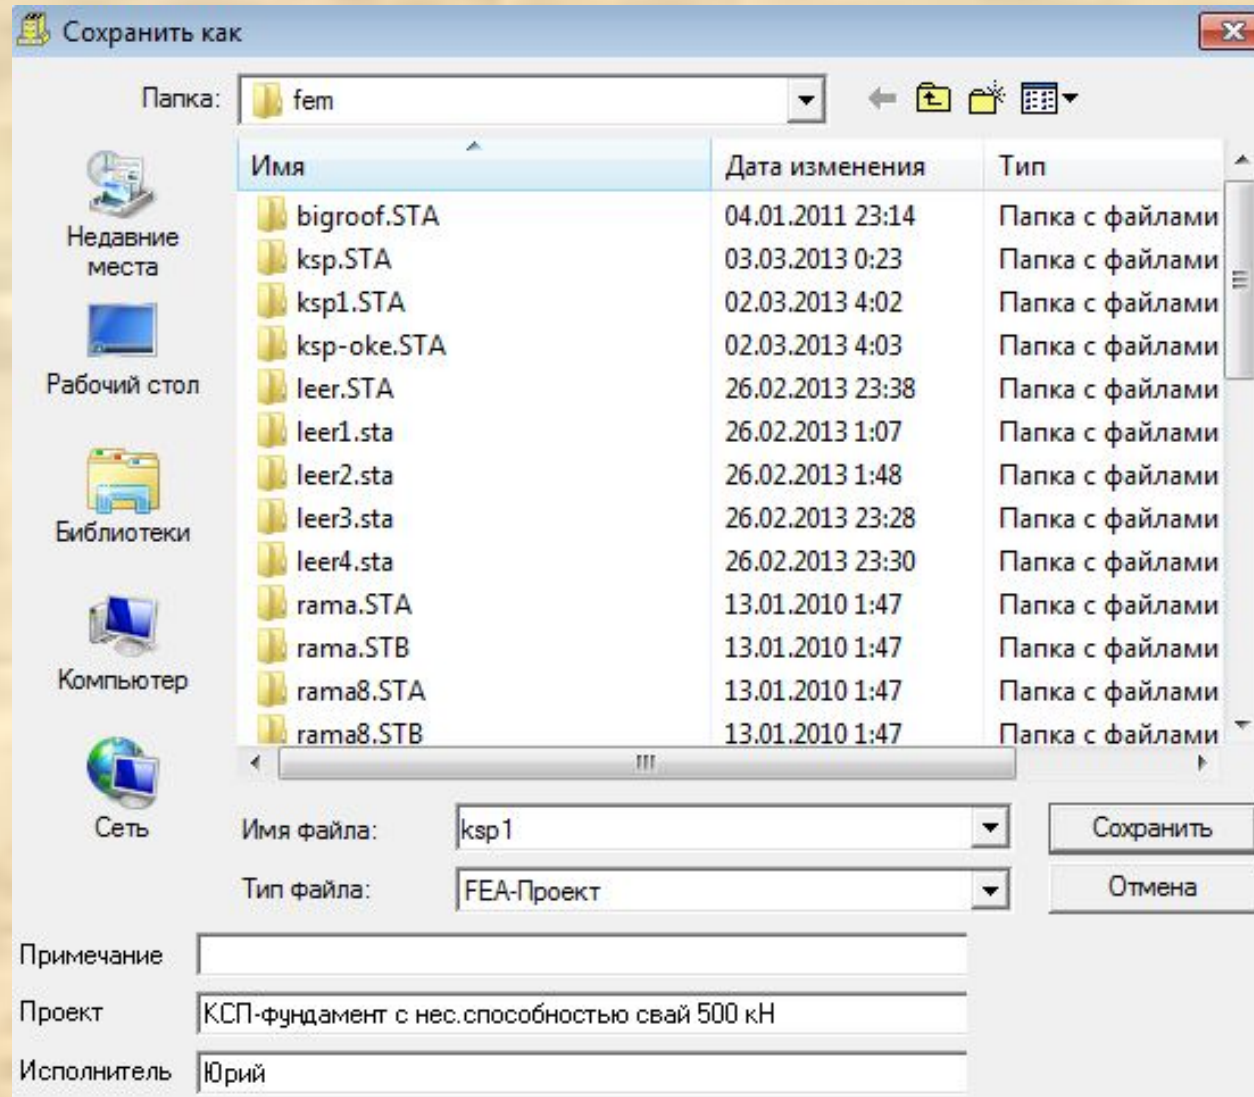 Сохранить как
Папка: fem
Имя Дата изменения Тип
bigroof.STA 04.01.2011 23:14 Папка с файлами
ksp.STA 03.03.2013 0:23 Папка с файлами
ksp1.STA 02.03.2013 4:02 Папка с файлами
ksp-oke.STA 02.03.2013 4:03 Папка с файлами
leer.STA 26.02.2013 23:38 Папка с файлами
leer1.sta 26.02.2013 1:07 Папка с файлами
leer2.sta 26.02.2013 1:48 Папка с файлами
leer3.sta 26.02.2013 23:28 Папка с файлами
leer4.sta 26.02.2013 23:30 Папка с файлами
rama.STA 13.01.2010 1:47 Папка с файлами
rama.STB 13.01.2010 1:47 Папка с файлами
rama8.STA 13.01.2010 1:47 Папка с файлами
rama8.STB 13.01.2010 1:47 Папка с файлами
Недавние
места
Рабочий стол
Библиотеки
Компьютер
Сеть
Имя файла: ksp1 Сохранить
Тип файла: FEA-Проект Отмена
Примечание
Проект КСП-фундамент с нес.способностью свай 500 кН
Исполнитель Юрий